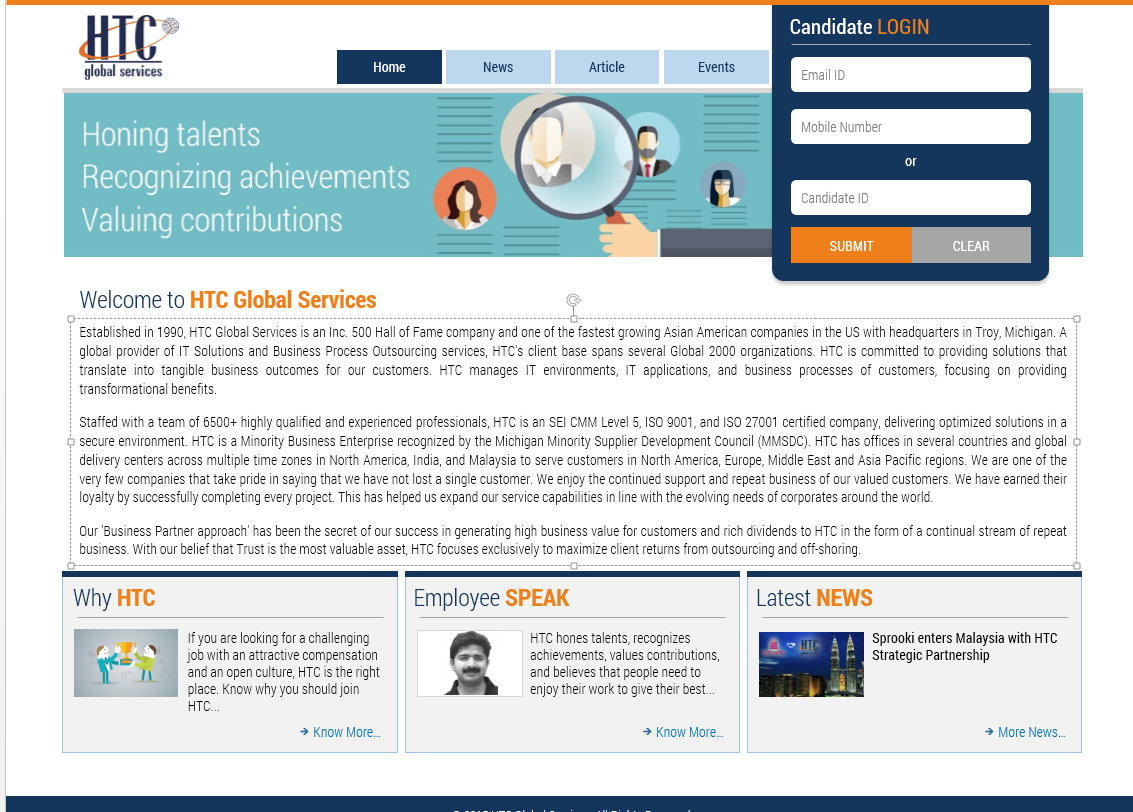 HTC
global services
Home
News
Article
Events
Candidate LOGIN
Email ID
Mobile Number
or
Candidate ID
SUBMIT
CLEAR
Honing talents
Recognizing achievements
Valuing contributions
Welcome to HTC Global Services
Established in 1990, HTC Global Services is an Inc. 500 Hall of Fame company and one of the fastest growing Asian American companies in the US with headquarters in Troy, Michigan. A
global provider of IT Solutions and Business Process Outsourcing services, HTC's client base spans several Global 2000 organizations. HTC is committed to providing solutions that
translate into tangible business outcomes for our customers. HTC manages IT environments, IT applications, and business processes of customers, focusing on providing
transformational benefits.
Staffed with a team of 6500+ highly qualified and experienced professionals, HTC is an SEI CMM Level 5, ISO 9001, and ISO 27001 certified company, delivering optimized solutions in a
secure environment. HTC is a Minority Business Enterprise recognized by the Michigan Minority Supplier Development Council (MMSDC). HTC has offices in several countries and global
delivery centers across multiple time zones in North America, India, and Malaysia to serve customers in North America, Europe, Middle East and Asia Pacific regions. We are one of the
very few companies that take pride in saying that we have not lost a single customer. We enjoy the continued support and repeat business of our valued customers. We have earned their
loyalty by successfully completing every project. This has helped us expand our service capabilities in line with the evolving needs of corporates around the world.
Our 'Business Partner approach' has been the secret of our success in generating high business value for customers and rich dividends to HTC in the form of a continual stream of repeat
business. With our belief that Trust is the most valuable asset, HTC focuses exclusively to maximize client returns from outsourcing and off-shoring.
Why HTC
If you are looking for a challenging
job with an attractive compensation
and an open culture, HTC is the right
place. Know why you should join
HTC...
Know More...
Employee SPEAK
HTC hones talents, recognizes
achievements, values contributions,
and believes that people need to
enjoy their work to give their best...
Know More...
Latest NEWS
HTC
Sprooki enters Malaysia with HTC
Strategic Partnership
More News...